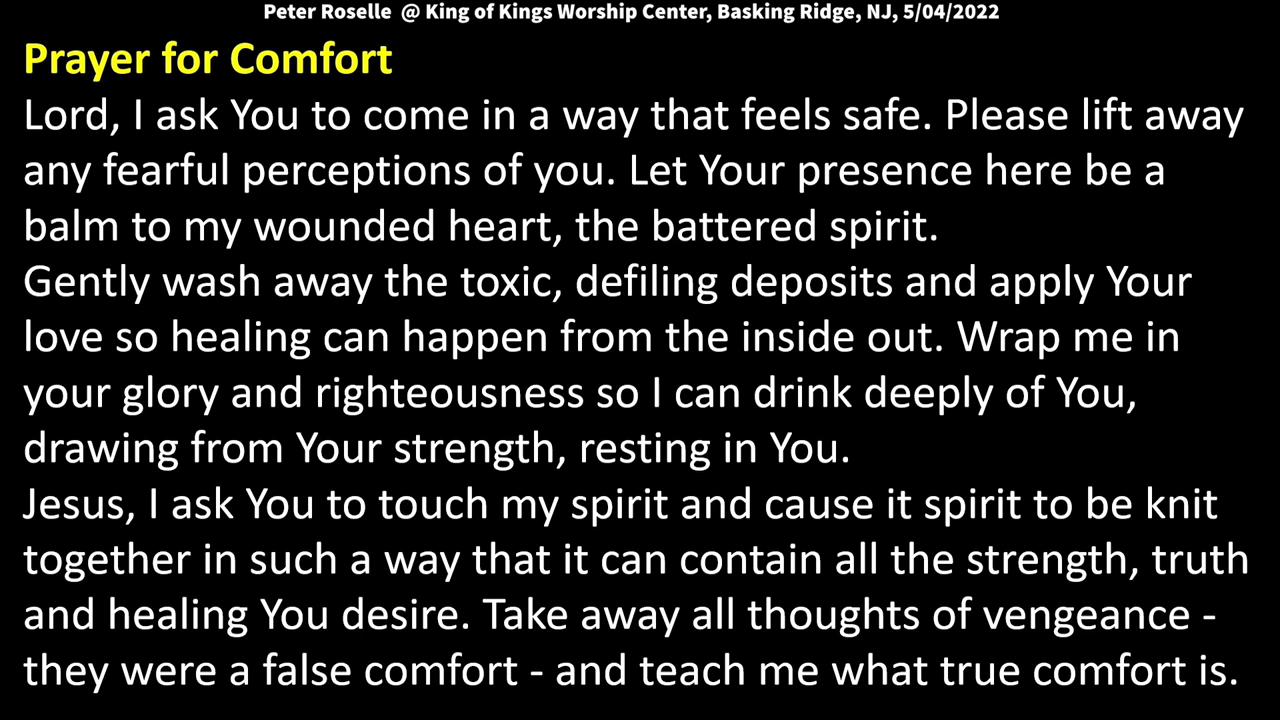 Peter Roselle @ King of Kings Worship Center, Basking Ridge, NJ, 5/04/2022
Prayer for Comfort
Lord, I ask You to come in a way that feels safe. Please lift away
any fearful perceptions of you. Let Your presence here be a
balm to my wounded heart, the battered spirit.
Gently wash away the toxic, defiling deposits and apply Your
love so healing can happen from the inside out. Wrap me in
your glory and righteousness so I can drink deeply of You,
drawing from Your strength, resting in You.
Jesus, I ask You to touch my spirit and cause it spirit to be knit
together in such a way that it can contain all the strength, truth
and healing You desire. Take away all thoughts of vengeance -
they were a false comfort - and teach me what true comfort is.